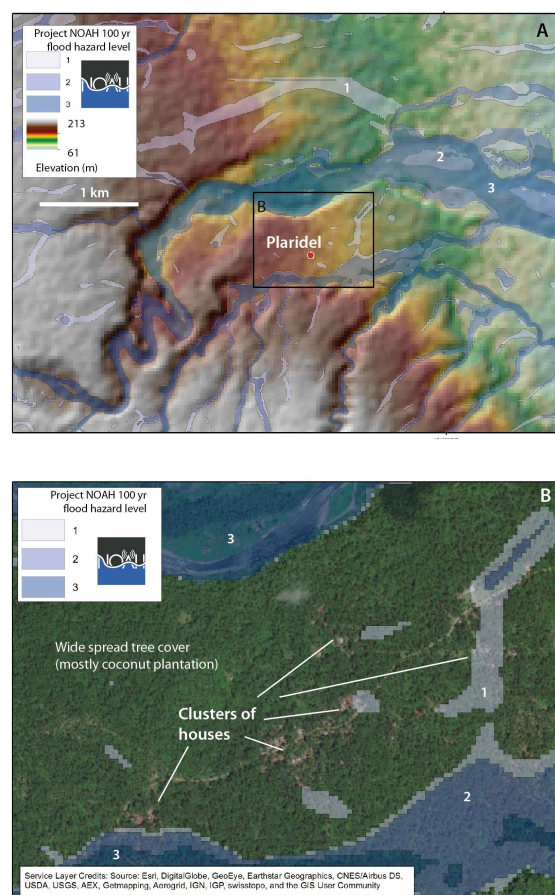 Project NOAH 100 yr
flood hazard level
1
2
3
NOAH
213
61
Elevation (m)
1 km
A
1
2
3
B
Plaridel
Project NOAH 100 yr
flood hazard level
1
2
3
NOAH
B
3
Wide spread tree cover
(mostly coconut plantation)
Clusters of
houses
1
2
3
Service Layer Credits: Source: Esri, DigitalGlobe, GeoEye, Earthstar Geographics, CNES/Airbus DS,
USDA, USGS, AEX, Getmapping, Aerogrid, IGN, IGP, swisstopo, and the GIS User Community